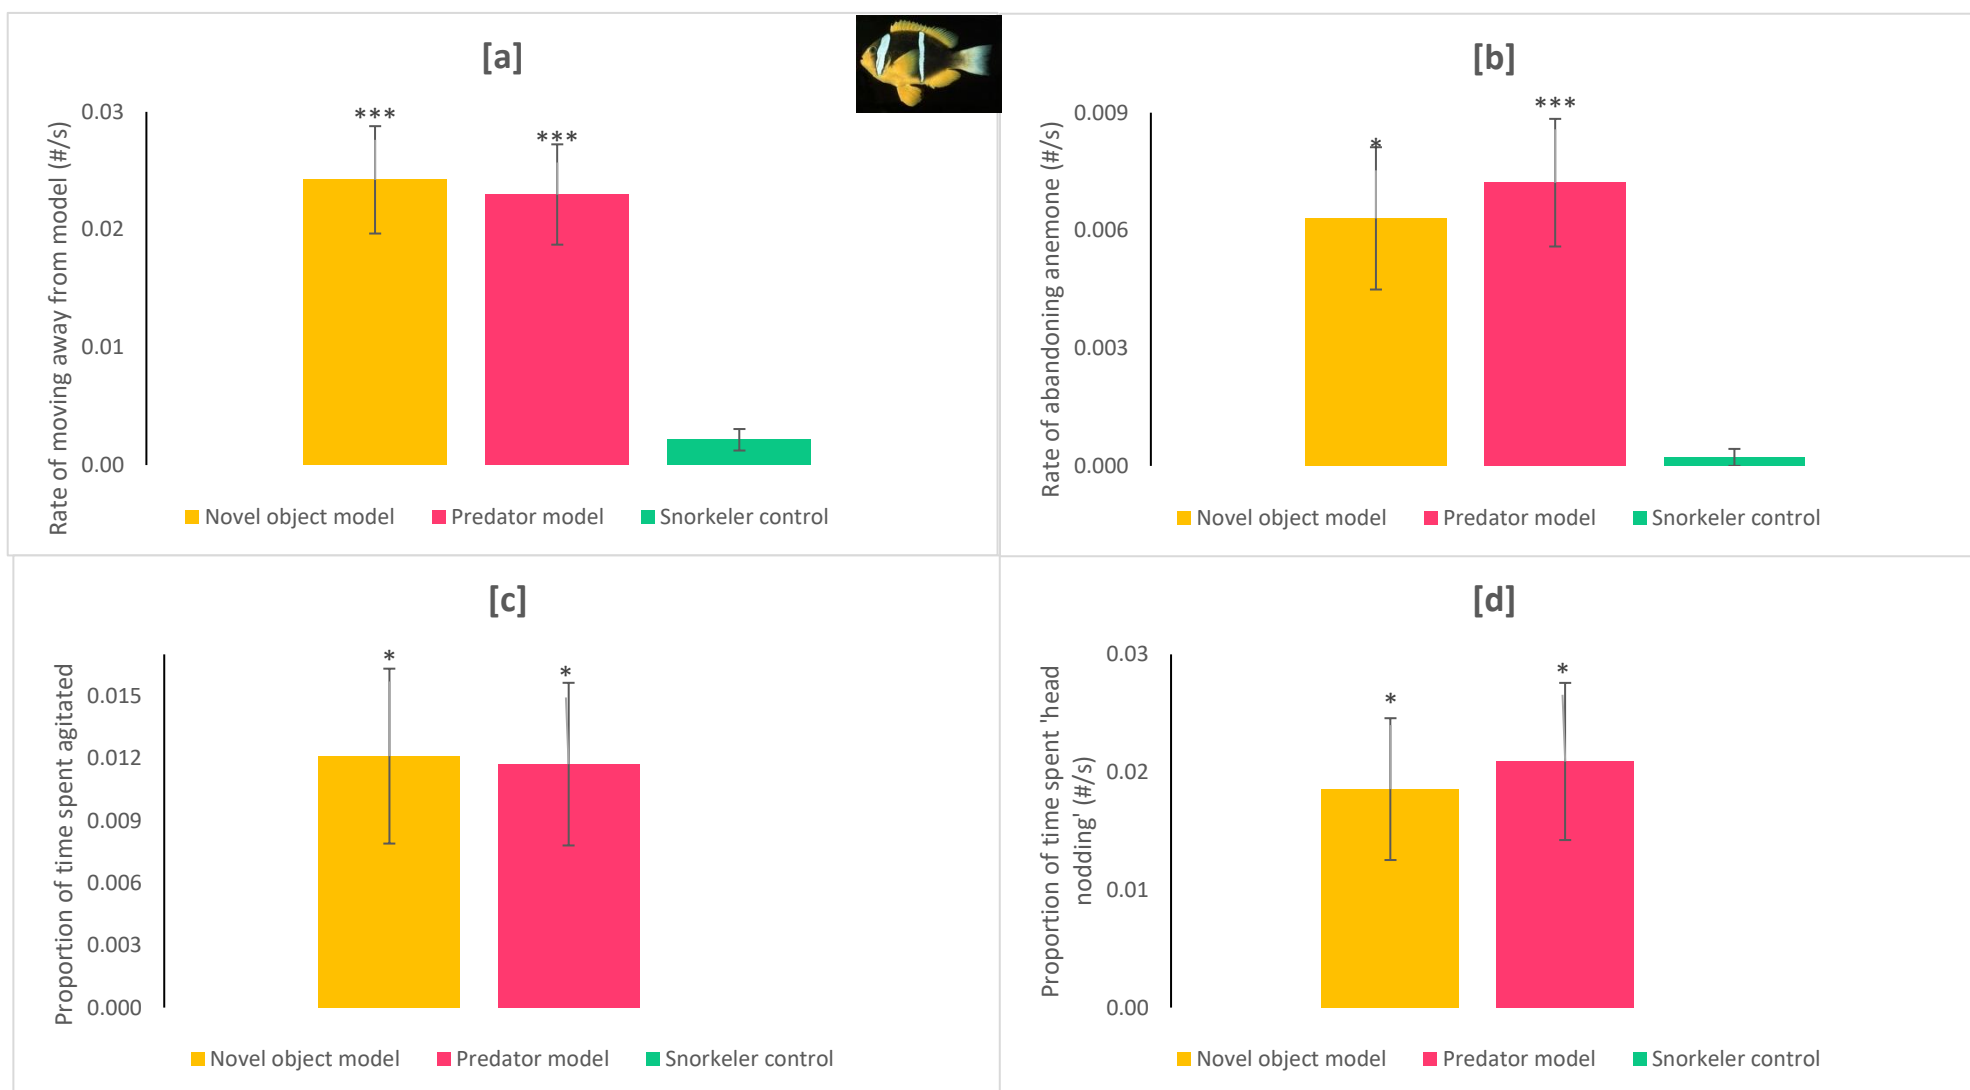 [a]
Rate of moving away from model (#/s)
0.03
0.02
0.01
0.00
***
***
Novel object model
Predator model
Snorkeler control
[b]
Rate of abandoning anemone (#/s)
0.009
0.006
0.003
0.000
*
***
Novel object model
Predator model
Snorkeler control
[c]
Proportion of time spent agitated
0.015
0.012
0.009
0.006
0.003
0.000
*
*
Novel object model
Predator model
Snorkeler control
[d]
Proportion of time spent 'head
nodding' (#/s)
0.03
0.02
0.01
0.00
*
*
Novel object model
Predator model
Snorkeler control